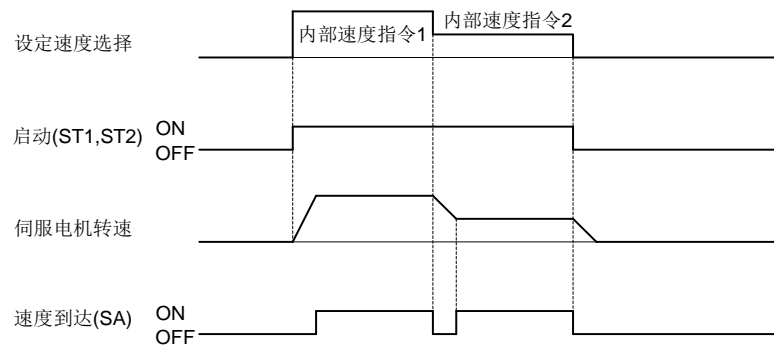 设定速度选择
内部速度指令1
内部速度指令2
启动(ST1,ST2)
ON
OFF
伺服电机转速
速度到达(SA)
ON
OFF